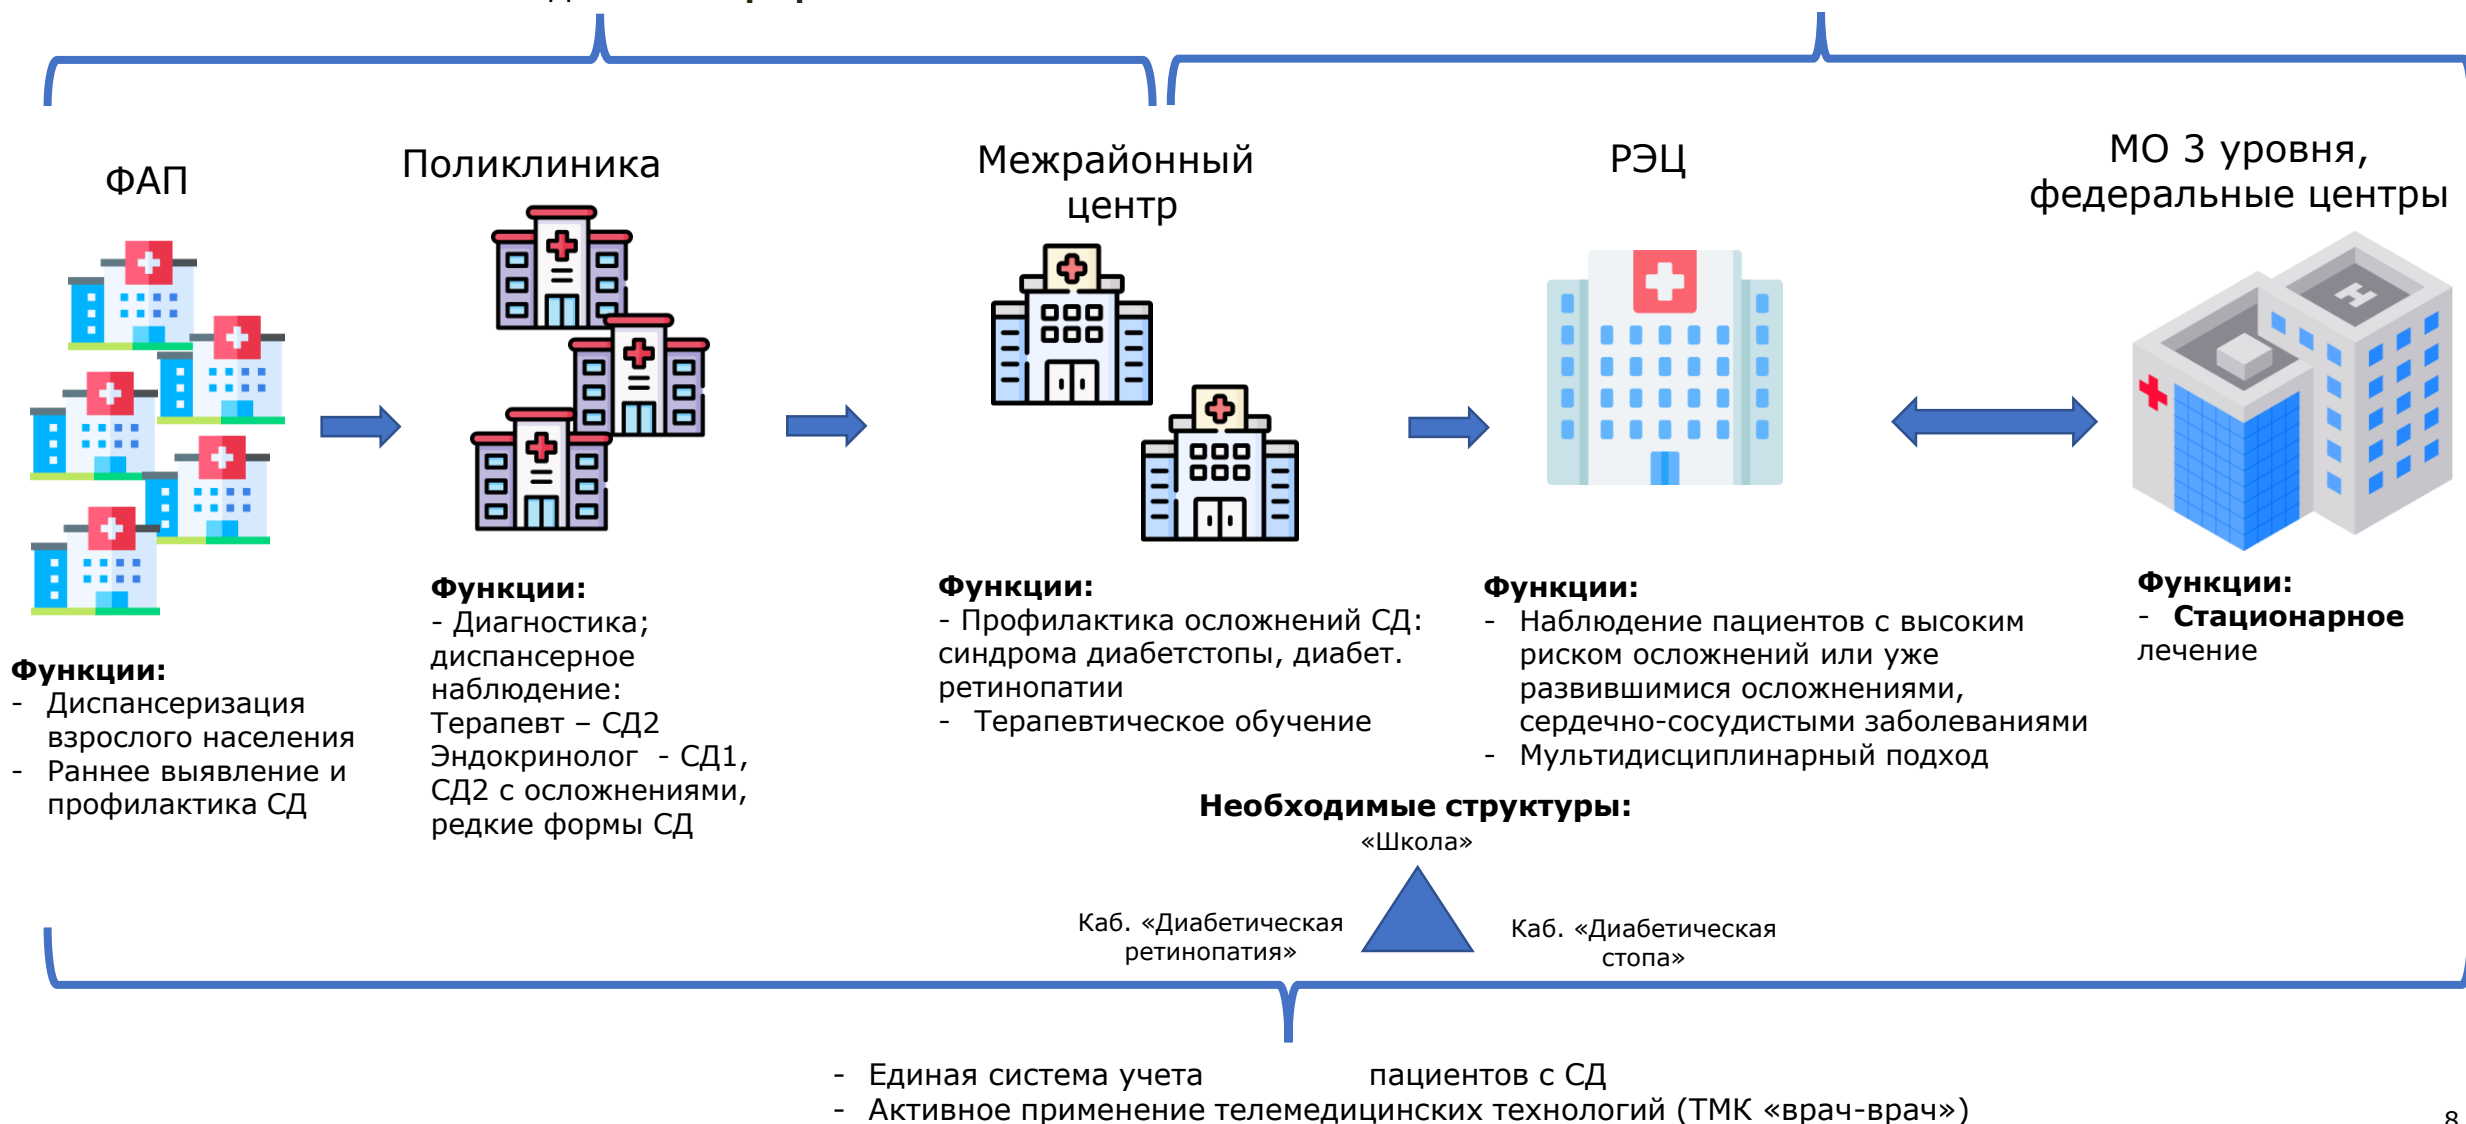 ФАП
Поликлиника
Межрайонный
центр
РЭЦ
МО 3 уровня,
федеральные центры
Функции:
- Диспансеризация
взрослого населения
- Раннее выявление и
профилактика СД
Функции:
- Диагностика;
диспансерное
наблюдение:
Терапевт – СД2
Эндокринолог - СД1,
СД2 с осложнениями,
редкие формы СД
Функции:
- Профилактика осложнений СД:
синдрома диабетстопы, диабет.
ретинопатии
- Терапевтическое обучение
Функции:
- Наблюдение пациентов с высоким
риском осложнений или уже
развившимися осложнениями,
сердечно-сосудистыми заболеваниями
- Мультидисциплинарный подход
Функции:
- Стационарное
лечение
Необходимые структуры:
«Школа»
Каб. «Диабетическая
ретинопатия»
Каб. «Диабетическая
стопа»
- Единая система учета пациентов с СД
- Активное применение телемедицинских технологий (ТМК «врач-врач»)
8
H